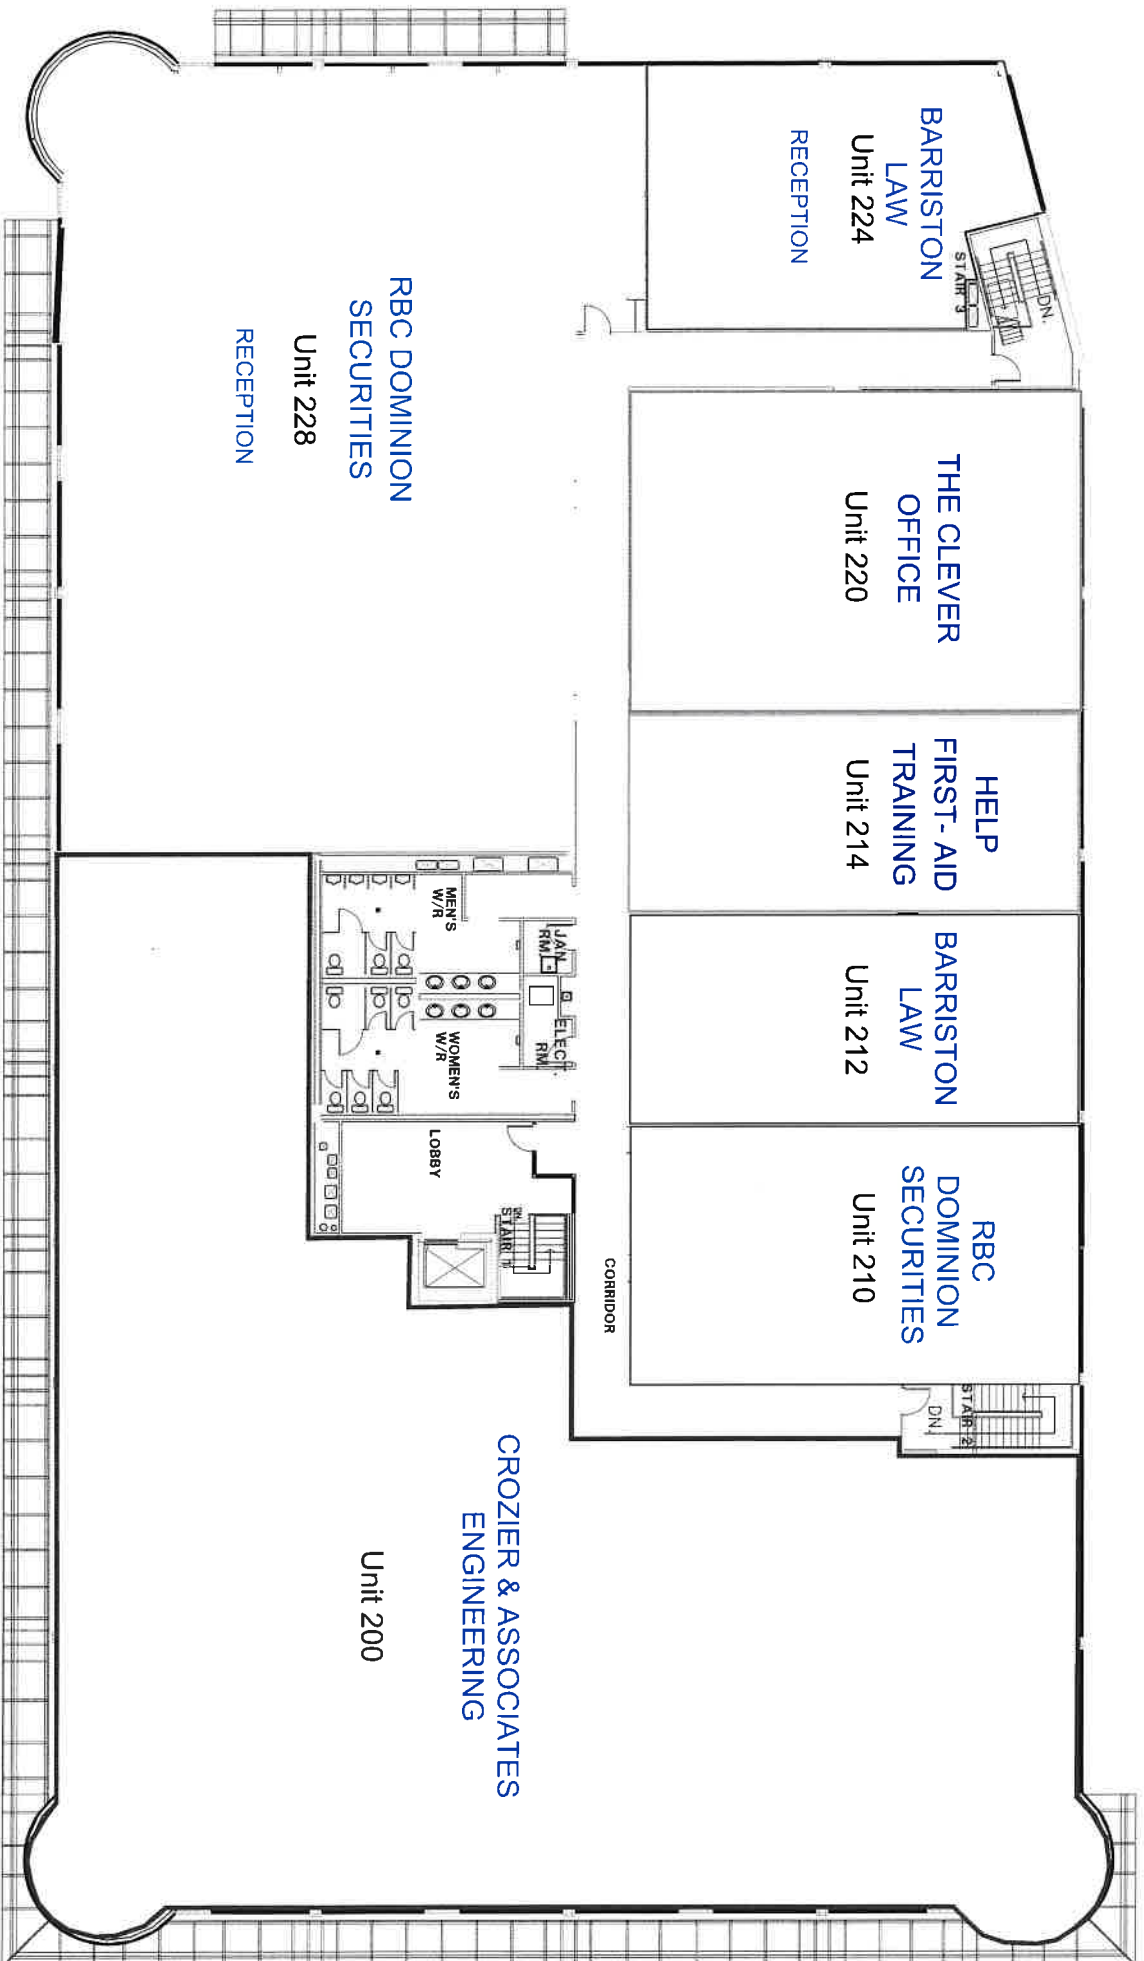 BARRISTON
LAW
Unit 224
RECEPTION
STAIR 3
DN.
THE CLEVER
OFFICE
Unit 220
HELP
FIRST- AID
TRAINING
Unit 214
BARRISTON
LAW
Unit 212
RBC
DOMINION
SECURITIES
Unit 210
STAIR 2
DN.
CORRIDOR
RBC DOMINION
SECURITIES
Unit 228
RECEPTION
JAN.
RM.
ELECT.
RM.
MEN'S
W/R
WOMEN'S
W/R
LOBBY
DN.
STAIR 1
CROZIER & ASSOCIATES
ENGINEERING
Unit 200